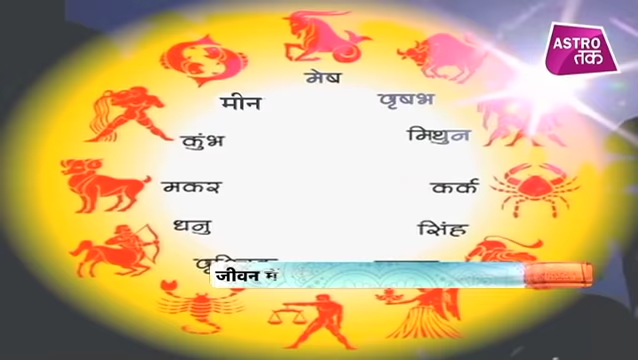 ASTRO
तक
मेष
मीन
वृषभ
कुंभ
मिथुन
मकर
कर्क
धनु
सिंह
जीवन में